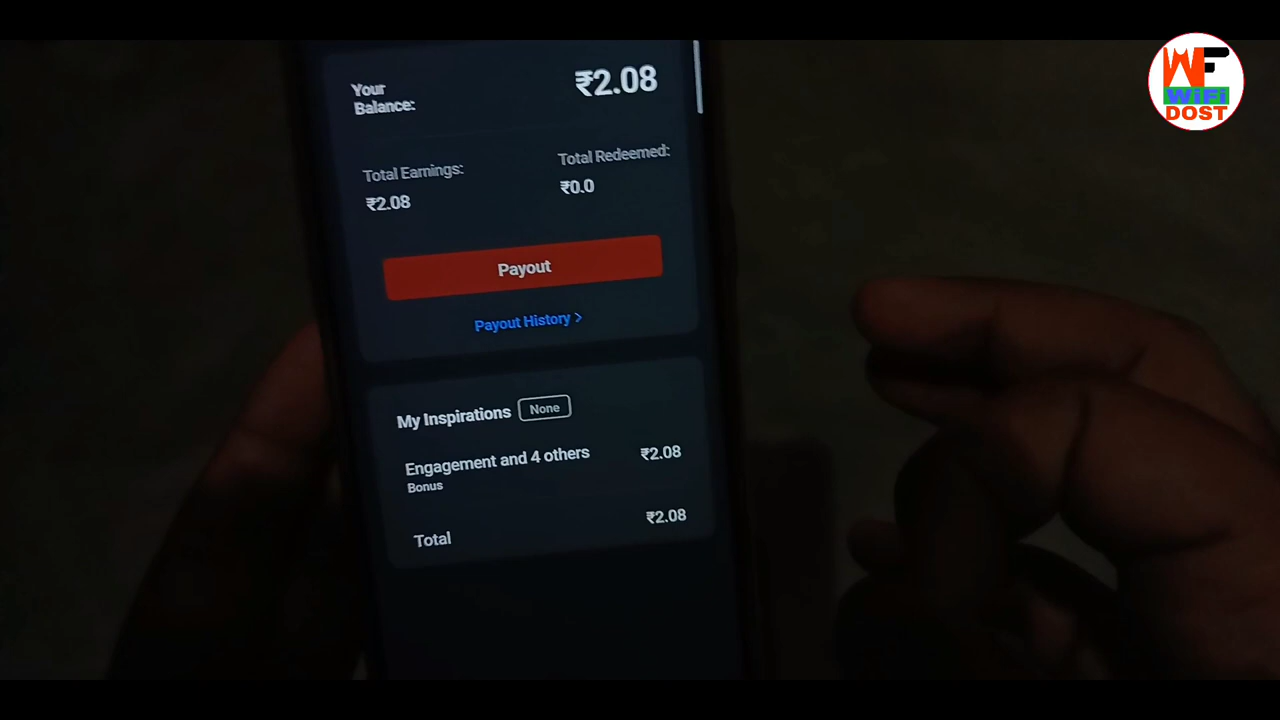 Your
Balance:
₹2.08
Total Earnings:
₹2.08
Total Redeemed:
₹0.0
Payout
Payout History >
My Inspirations None
Engagement and 4 others ₹2.08
Bonus
Total ₹2.08
WF
WiFi
DOST